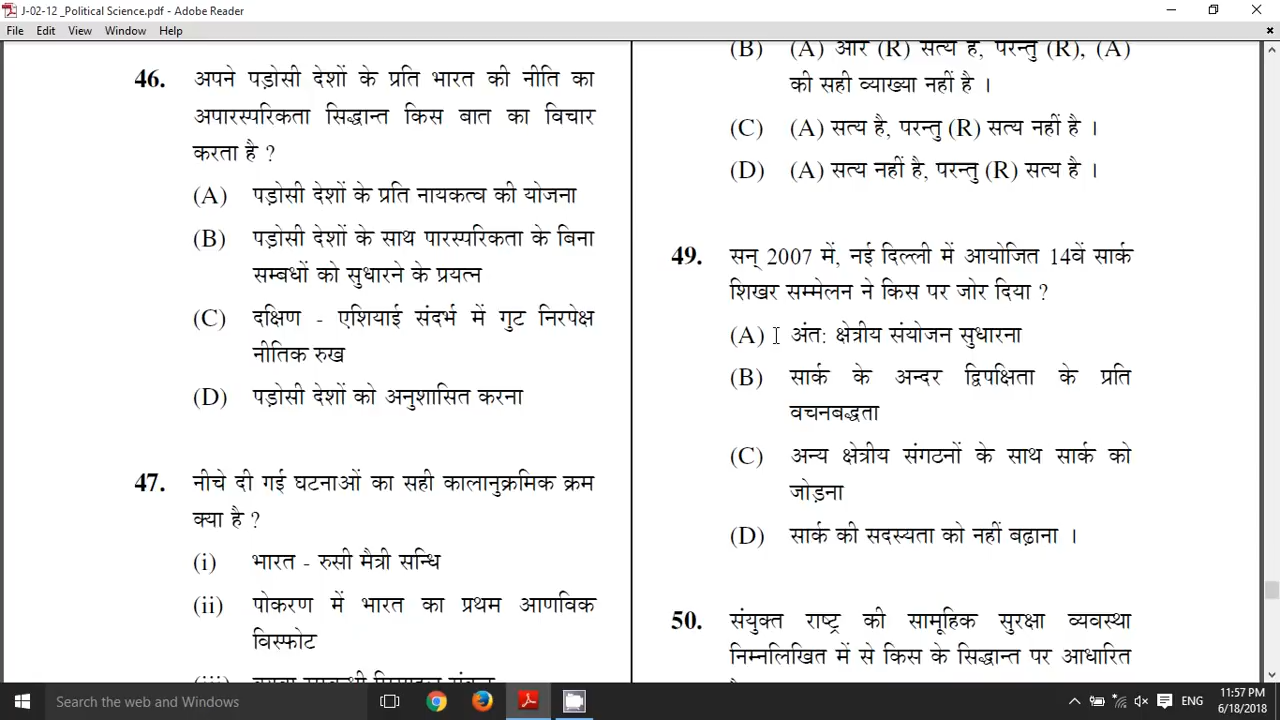 J-02-12 _Political Science.pdf - Adobe Reader
File Edit View Window Help
46. अपने पड़ोसी देशों के प्रति भारत की नीति का
अपारस्परिकता सिद्धान्त किस बात का विचार
करता है ?
(A) पड़ोसी देशों के प्रति नायकत्व की योजना
(B) पड़ोसी देशों के साथ पारस्परिकता के बिना
सम्बधों को सुधारने के प्रयत्न
(C) दक्षिण - एशियाई संदर्भ में गुट निरपेक्ष
नीतिक रुख
(D) पड़ोसी देशों को अनुशासित करना
47. नीचे दी गई घटनाओं का सही कालानुक्रमिक क्रम
क्या है ?
(i) भारत - रुसी मैत्री सन्धि
(ii) पोकरण में भारत का प्रथम आणविक
विस्फोट
(B) (A) और (R) सत्य हैं, परन्तु (R), (A)
की सही व्याख्या नहीं है ।
(C) (A) सत्य है, परन्तु (R) सत्य नहीं है ।
(D) (A) सत्य नहीं है, परन्तु (R) सत्य है ।
49. सन् 2007 में, नई दिल्ली में आयोजित 14वें सार्क
शिखर सम्मेलन ने किस पर जोर दिया ?
(A) अंत: क्षेत्रीय संयोजन सुधारना
(B) सार्क के अन्दर द्विपक्षिता के प्रति
वचनबद्धता
(C) अन्य क्षेत्रीय संगठनों के साथ सार्क को
जोड़ना
(D) सार्क की सदस्यता को नहीं बढ़ाना ।
50. संयुक्त राष्ट्र की सामूहिक सुरक्षा व्यवस्था
निम्नलिखित में से किस के सिद्धान्त पर आधारित
Search the web and Windows
ENG
11:57 PM
6/18/2018